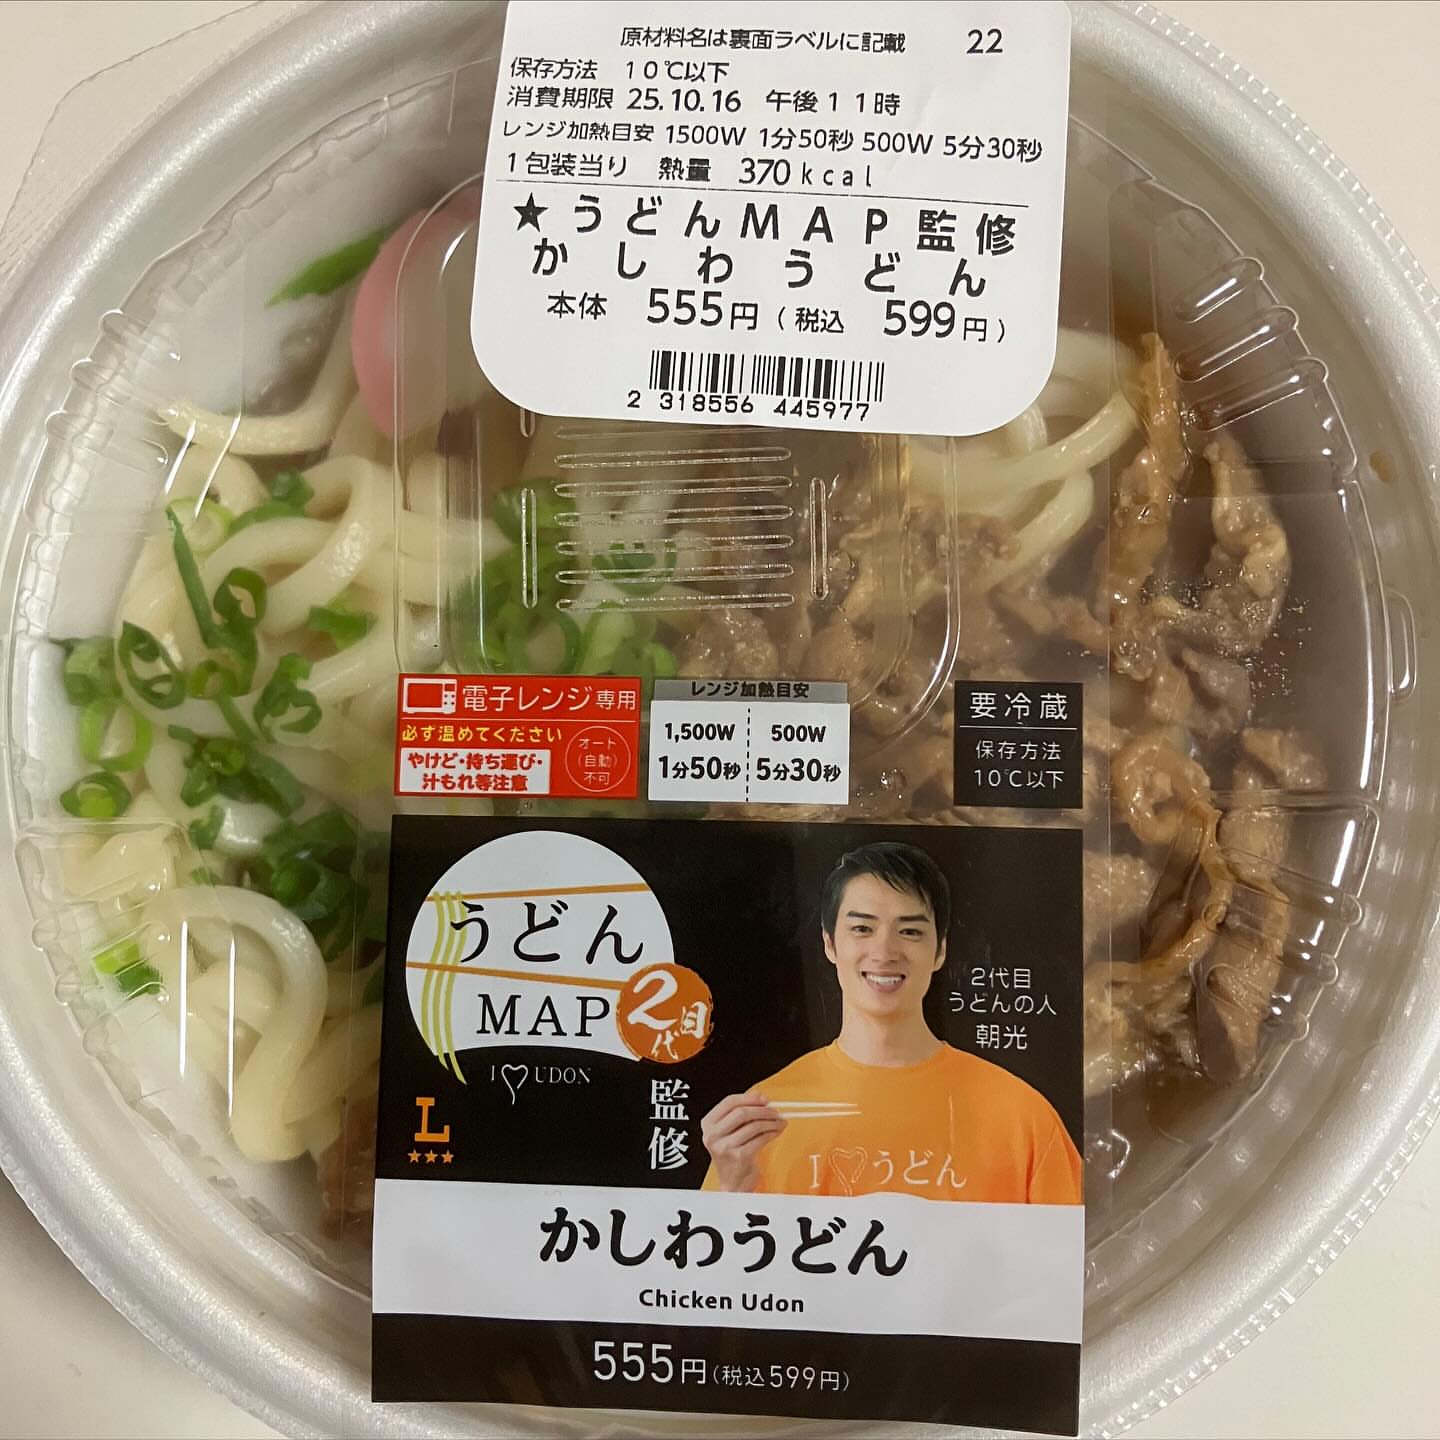 原材料名は裏面ラベルに記載 22
保存方法 10℃以下
消費期限 25.10.16 午後11時
レンジ加熱目安 1500W 1分50秒 500W 5分30秒
1包装当り 熱量 370kcal
★うどんMAP監修
かしわうどん
本体 555円(税込 599円)
2 318556 445977
電子レンジ専用
必ず温めてください
やけど・持ち運び・
汁もれ等注意
オート
(自動)
不可
レンジ加熱目安
1,500W 500W
1分50秒 5分30秒
要冷蔵
保存方法
10℃以下
うどん
MAP
2代目
I♡UDON
監修
L
★★★
2代目
うどんの人
朝光
I♡うどん
かしわうどん
Chicken Udon
555円(税込599円)